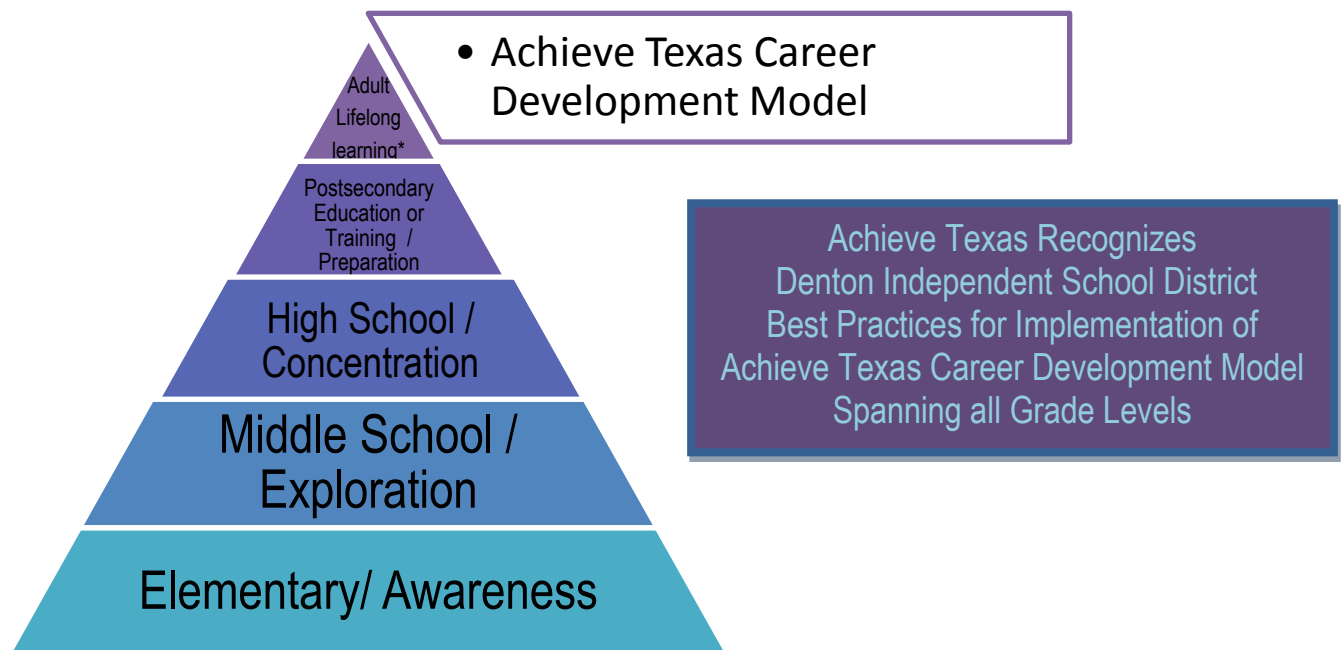 • Achieve Texas Career
Development Model
Adult
Lifelong
learning*
Postsecondary
Education or
Training /
Preparation
High School /
Concentration
Middle School /
Exploration
Elementary/ Awareness
Achieve Texas Recognizes
Denton Independent School District
Best Practices for Implementation of
Achieve Texas Career Development Model
Spanning all Grade Levels